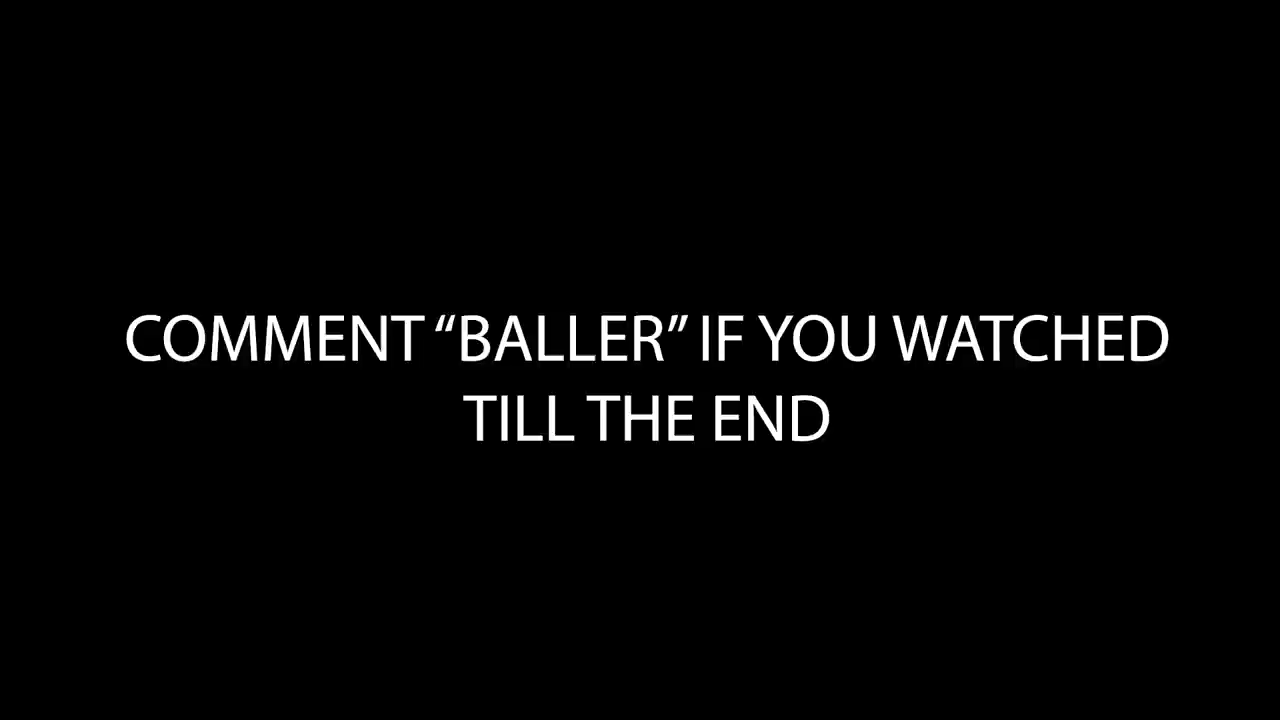 COMMENT “BALLER” IF YOU WATCHED
TILL THE END